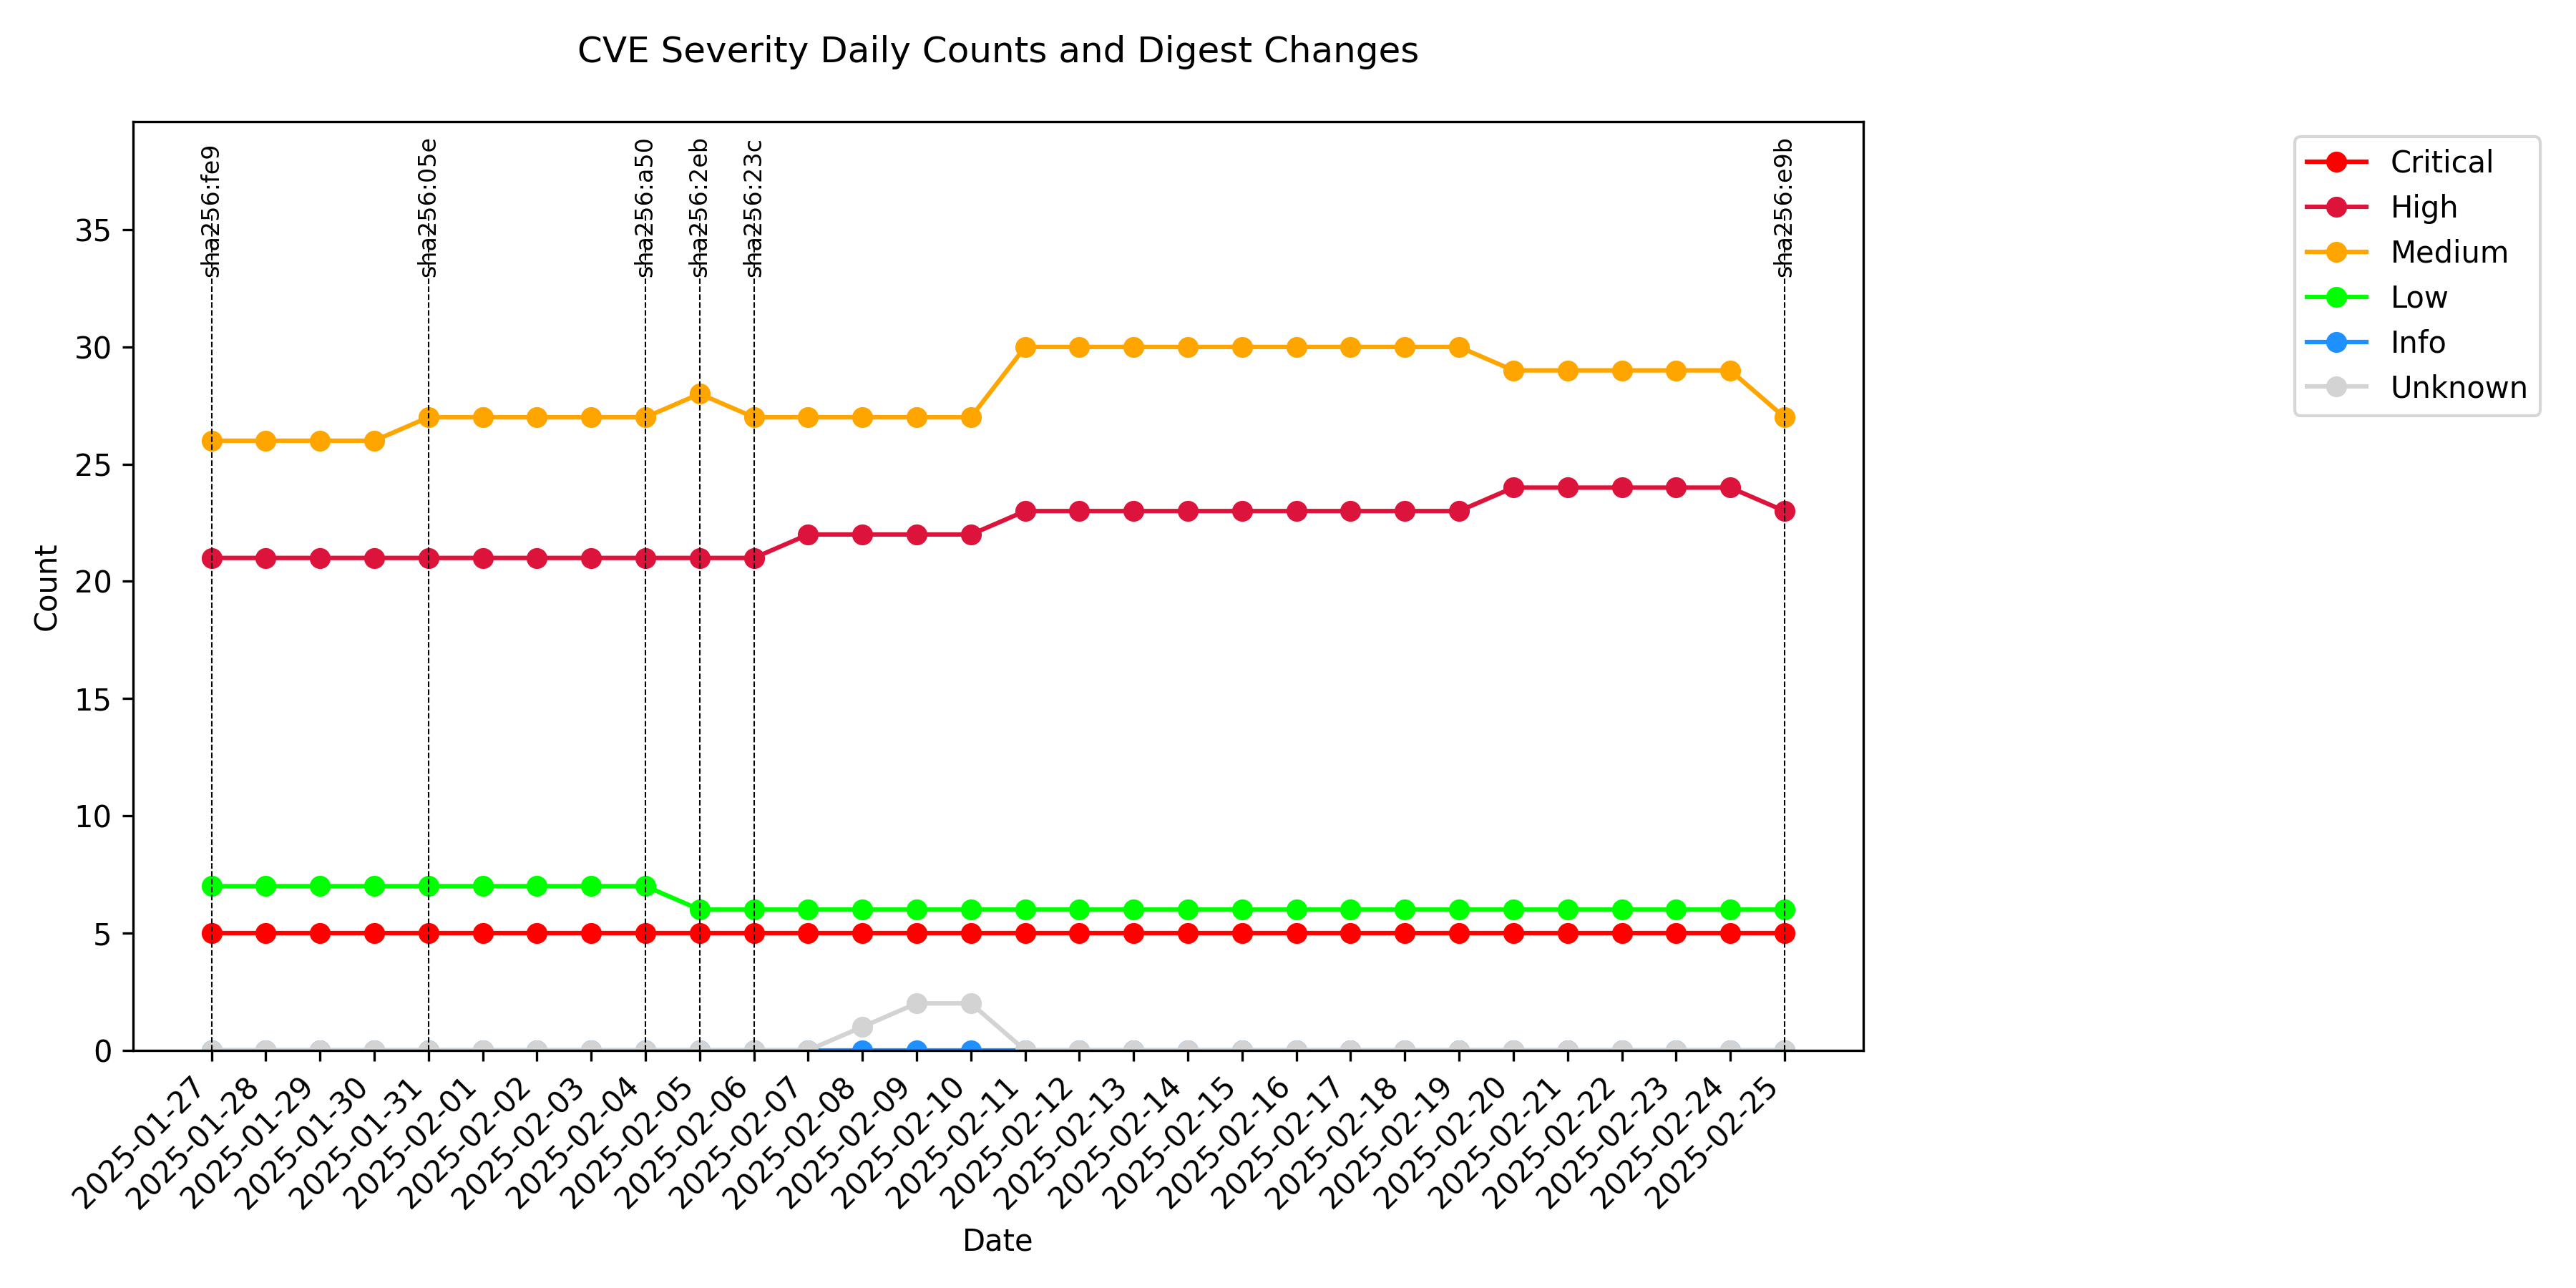 CVE Severity Daily Counts and Digest Changes
sha256:fe9
sha256:05e
sha256:a50
sha256:2eb
sha256:23c
sha256:e9b
Critical
High
Medium
Low
Info
Unknown
Count
35
30
25
20
15
10
5
0
2025-01-27
2025-01-28
2025-01-29
2025-01-30
2025-01-31
2025-02-01
2025-02-02
2025-02-03
2025-02-04
2025-02-05
2025-02-06
2025-02-07
2025-02-08
2025-02-09
2025-02-10
2025-02-11
2025-02-12
2025-02-13
2025-02-14
2025-02-15
2025-02-16
2025-02-17
2025-02-18
2025-02-19
2025-02-20
2025-02-21
2025-02-22
2025-02-23
2025-02-24
2025-02-25
Date